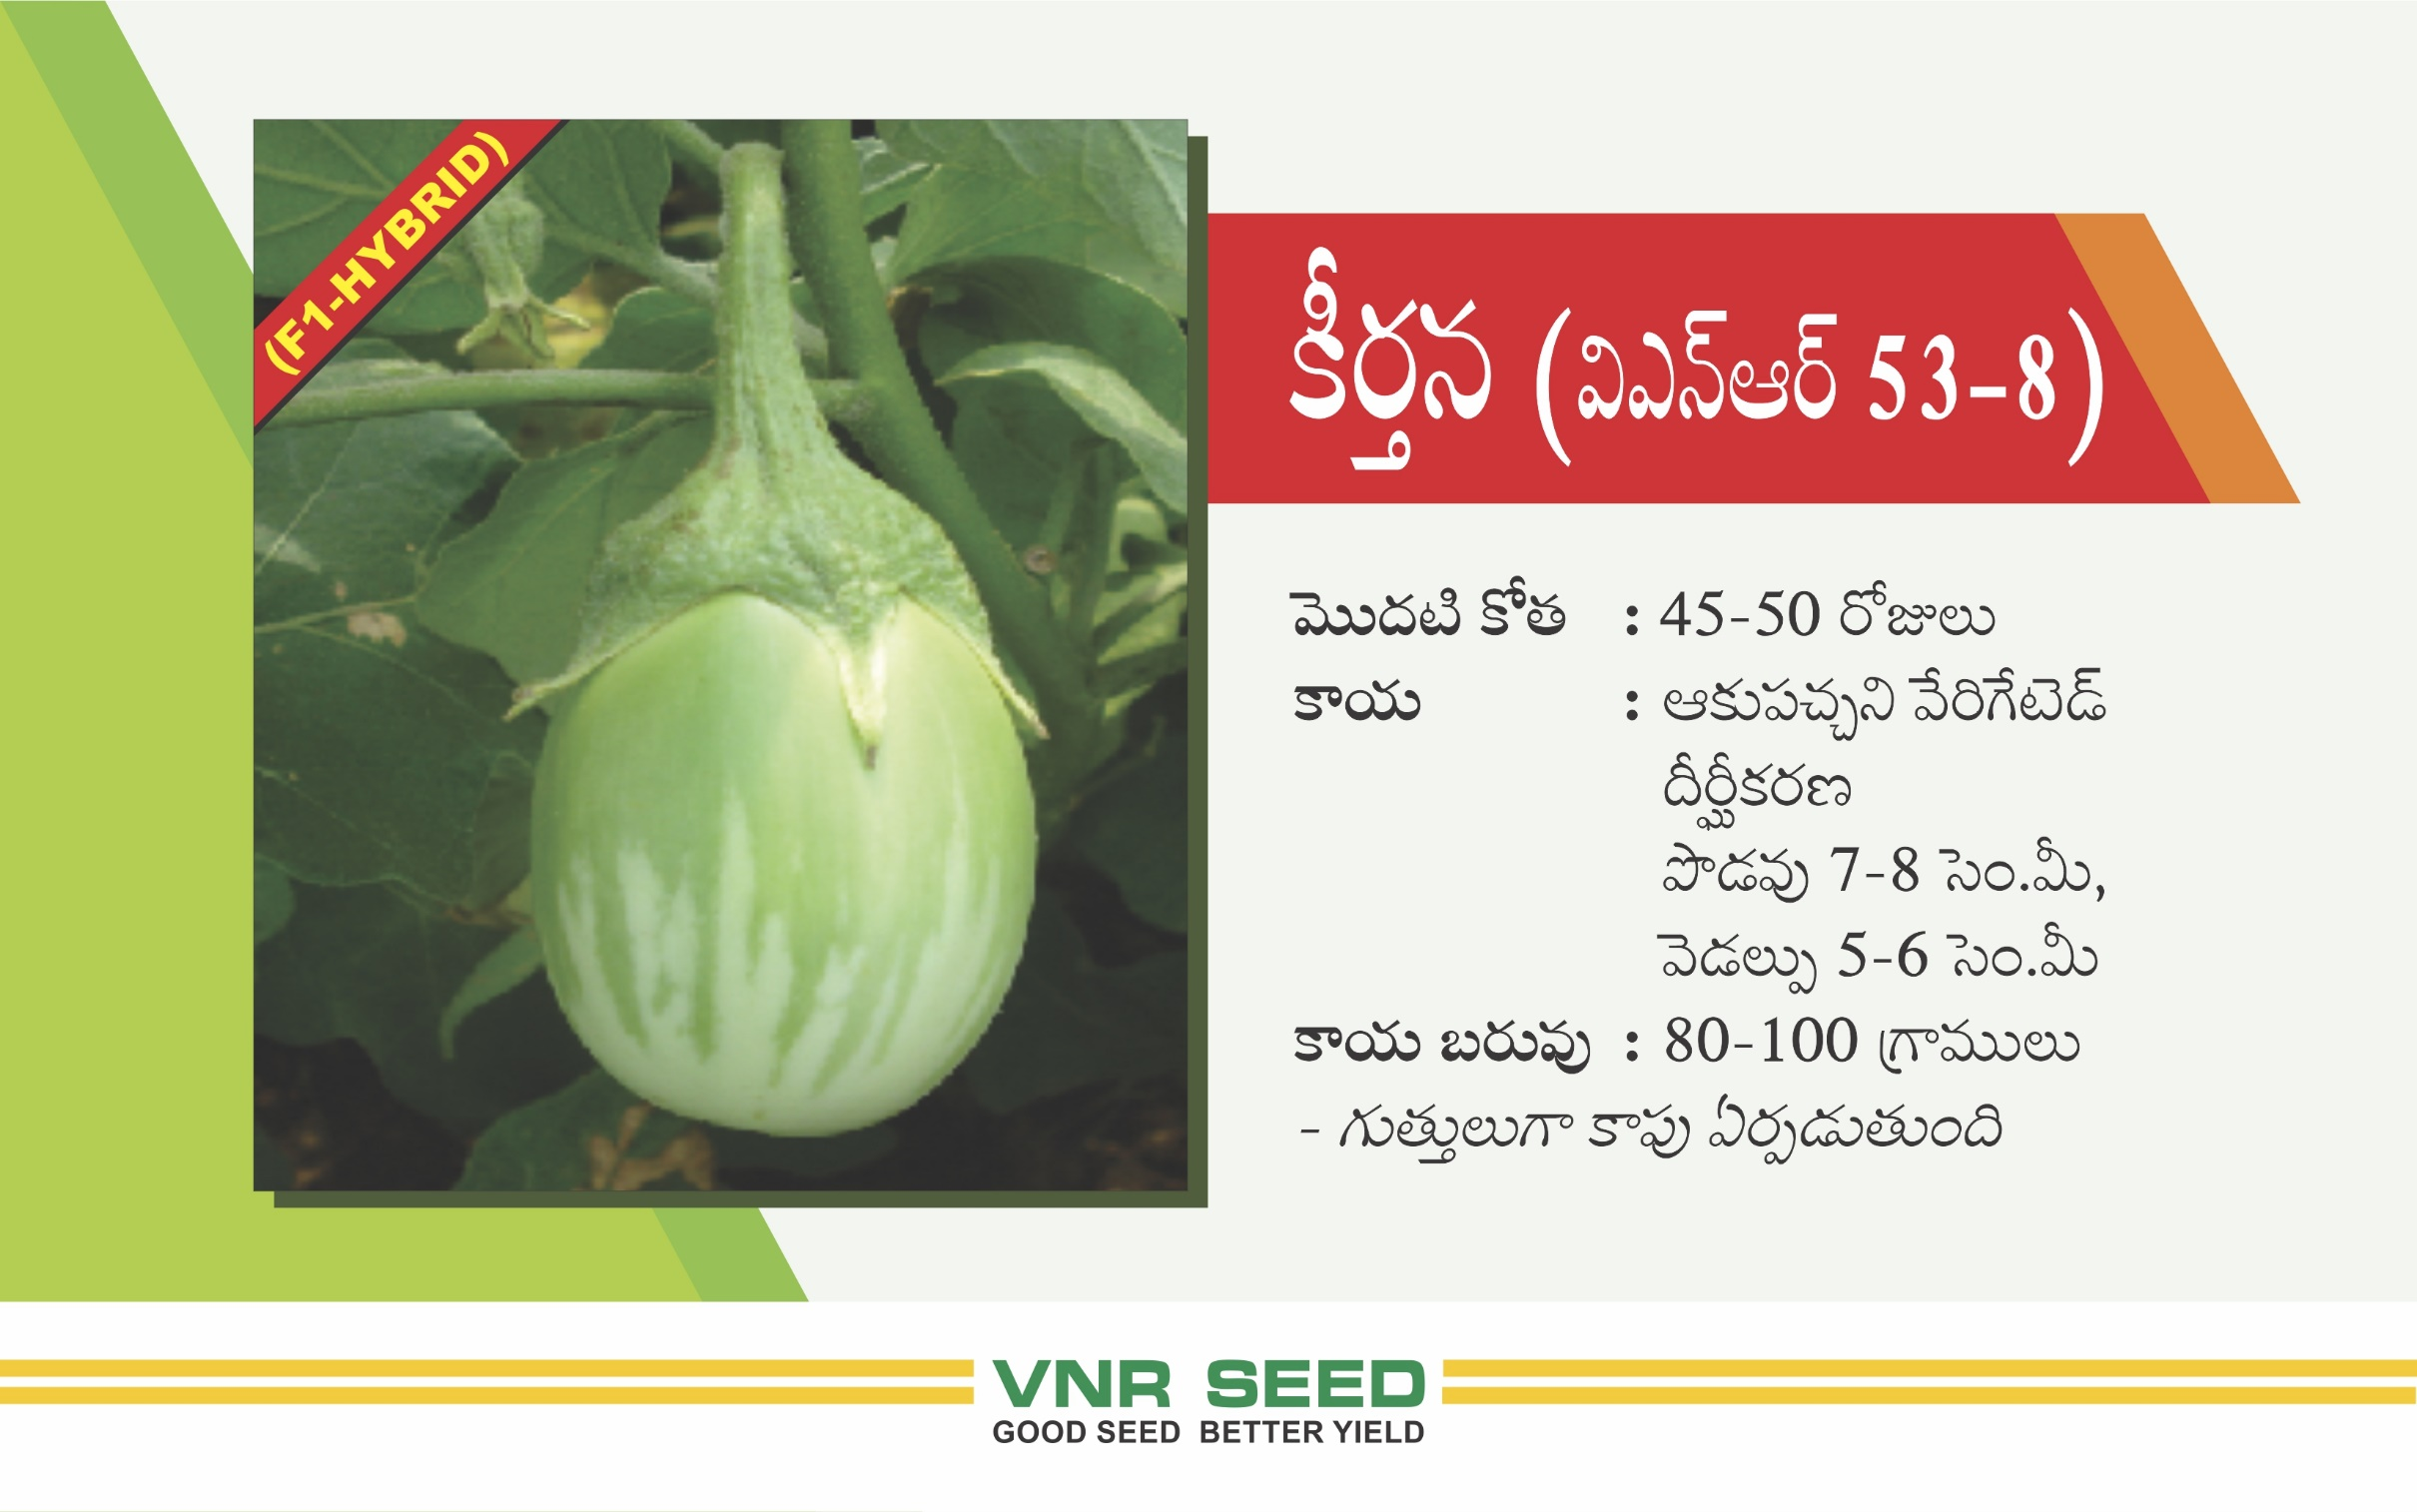 (F1-HYBRID)
కీర్తన (విఎన్ఆర్ 53-8)
మొదటి కోత : 45-50 రోజులు
కాయ : ఆకుపచ్చని వేరిగేటెడ్
దీర్ఘీకరణ
పొడవు 7-8 సెం.మీ,
వెడల్పు 5-6 సెం.మీ
కాయ బరువు : 80-100 గ్రాములు
- గుత్తులుగా కాపు ఏర్పడుతుంది
VNR SEED
GOOD SEED BETTER YIELD